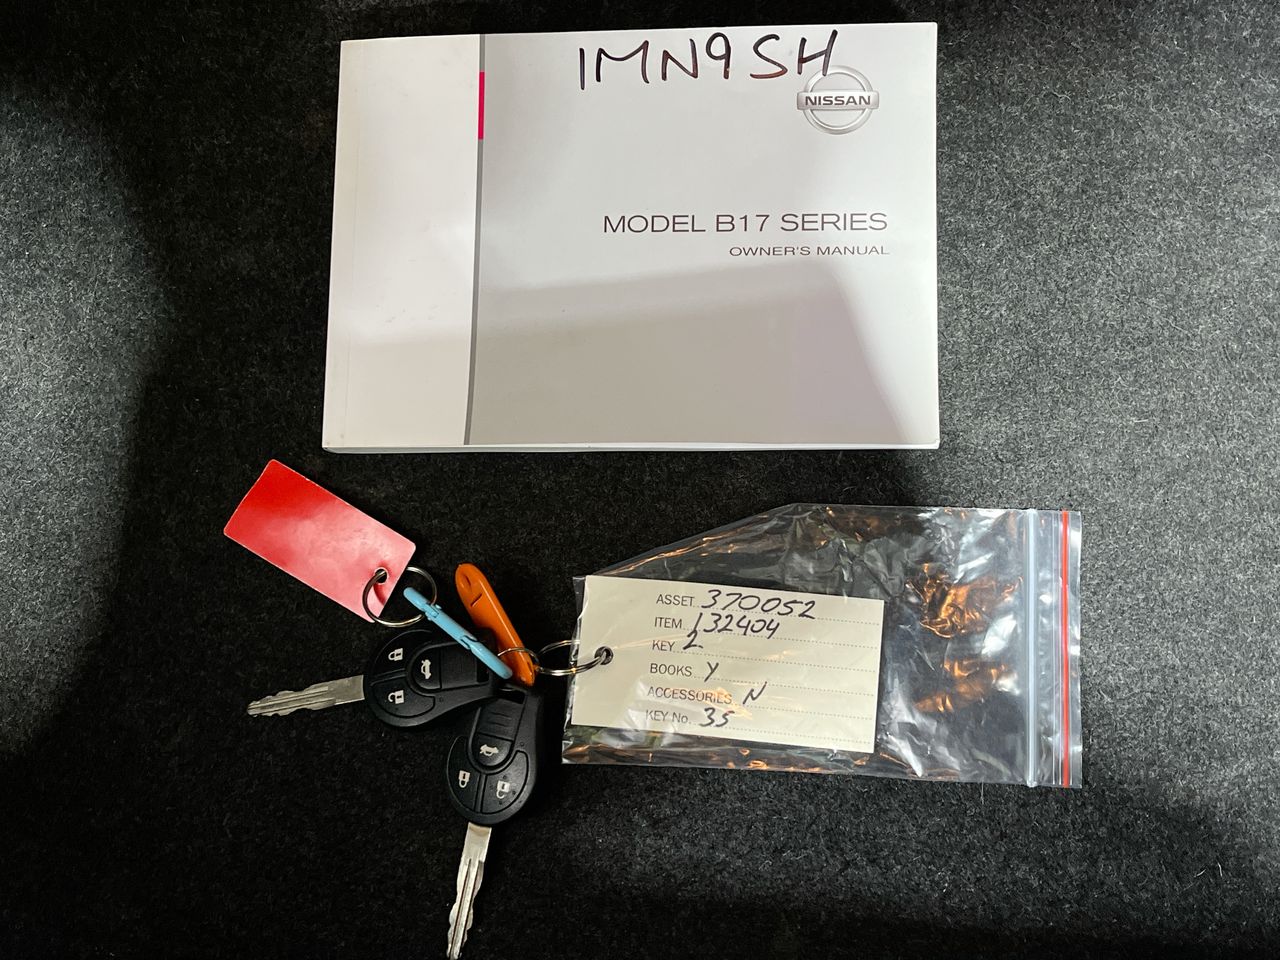 1MN9SH
NISSAN
MODEL B17 SERIES
OWNER'S MANUAL
ASSET 370052
ITEM 132404
KEY 2
BOOKS Y
ACCESSORIES N
KEY No. 35